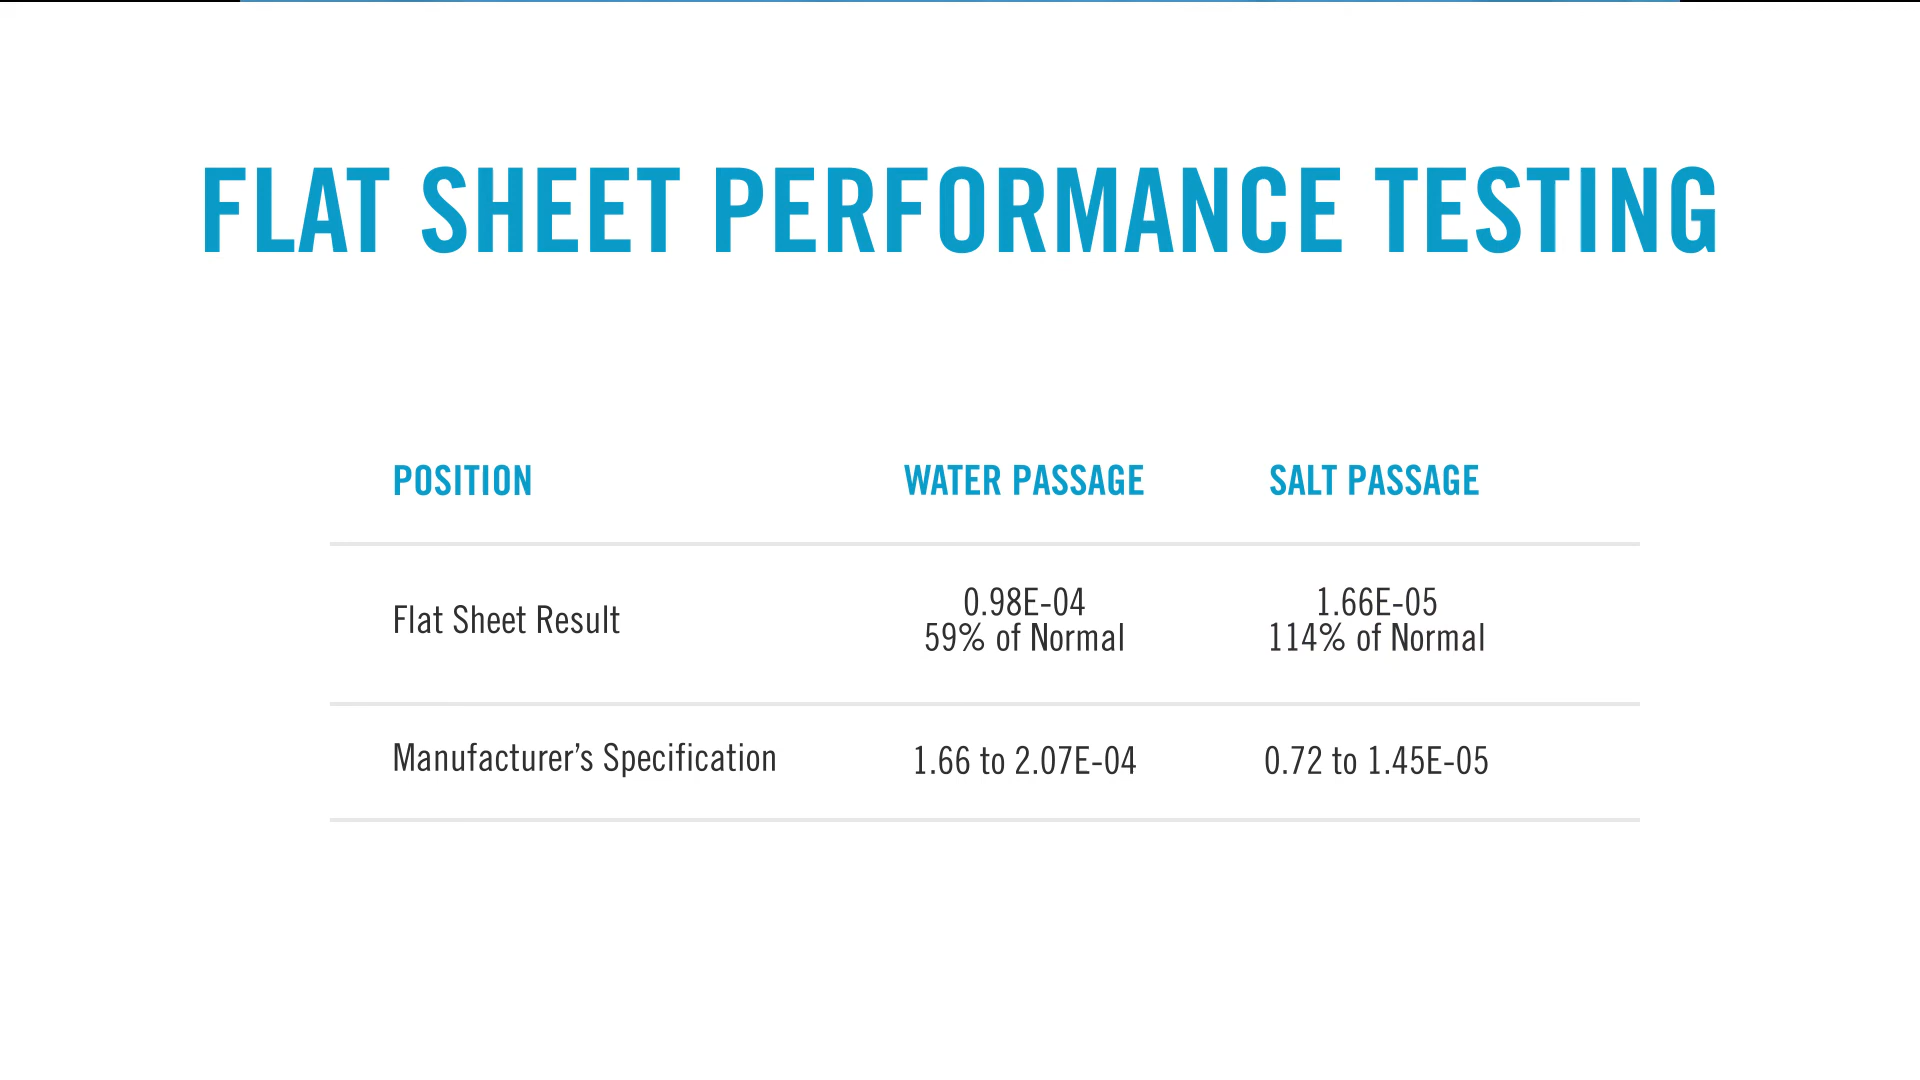 FLAT SHEET PERFORMANCE TESTING
POSITION WATER PASSAGE SALT PASSAGE
Flat Sheet Result
0.98E-04
59% of Normal
1.66E-05
114% of Normal
Manufacturer’s Specification 1.66 to 2.07E-04 0.72 to 1.45E-05